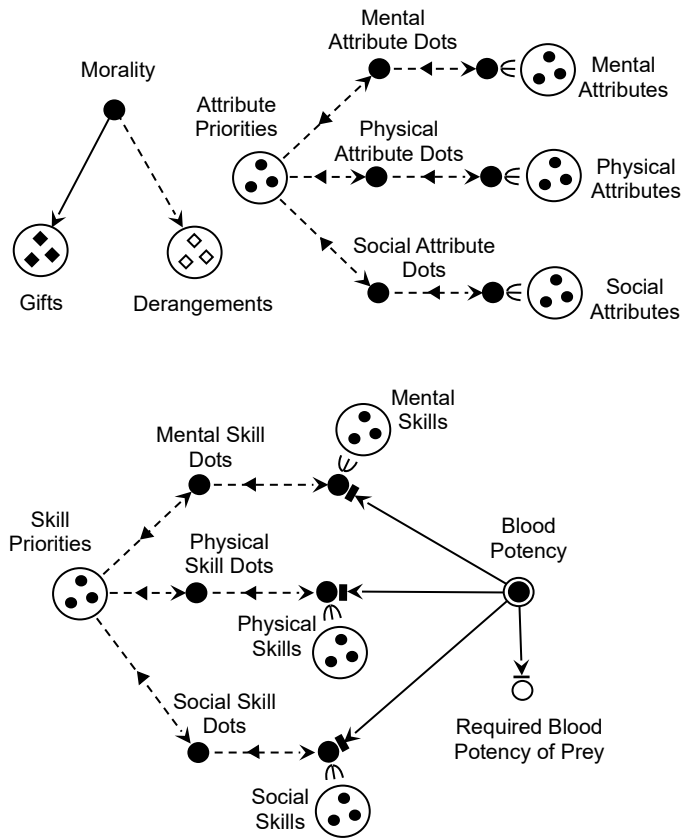 Mental
Attribute Dots
Morality
Mental
Attributes
Attribute
Priorities
Physical
Attribute Dots
Physical
Attributes
Social Attribute
Dots
Gifts
Derangements
Social
Attributes
Mental
Skills
Mental Skill
Dots
Skill
Priorities
Physical
Skill Dots
Blood
Potency
Physical
Skills
Social Skill
Dots
Required Blood
Potency of Prey
Social
Skills